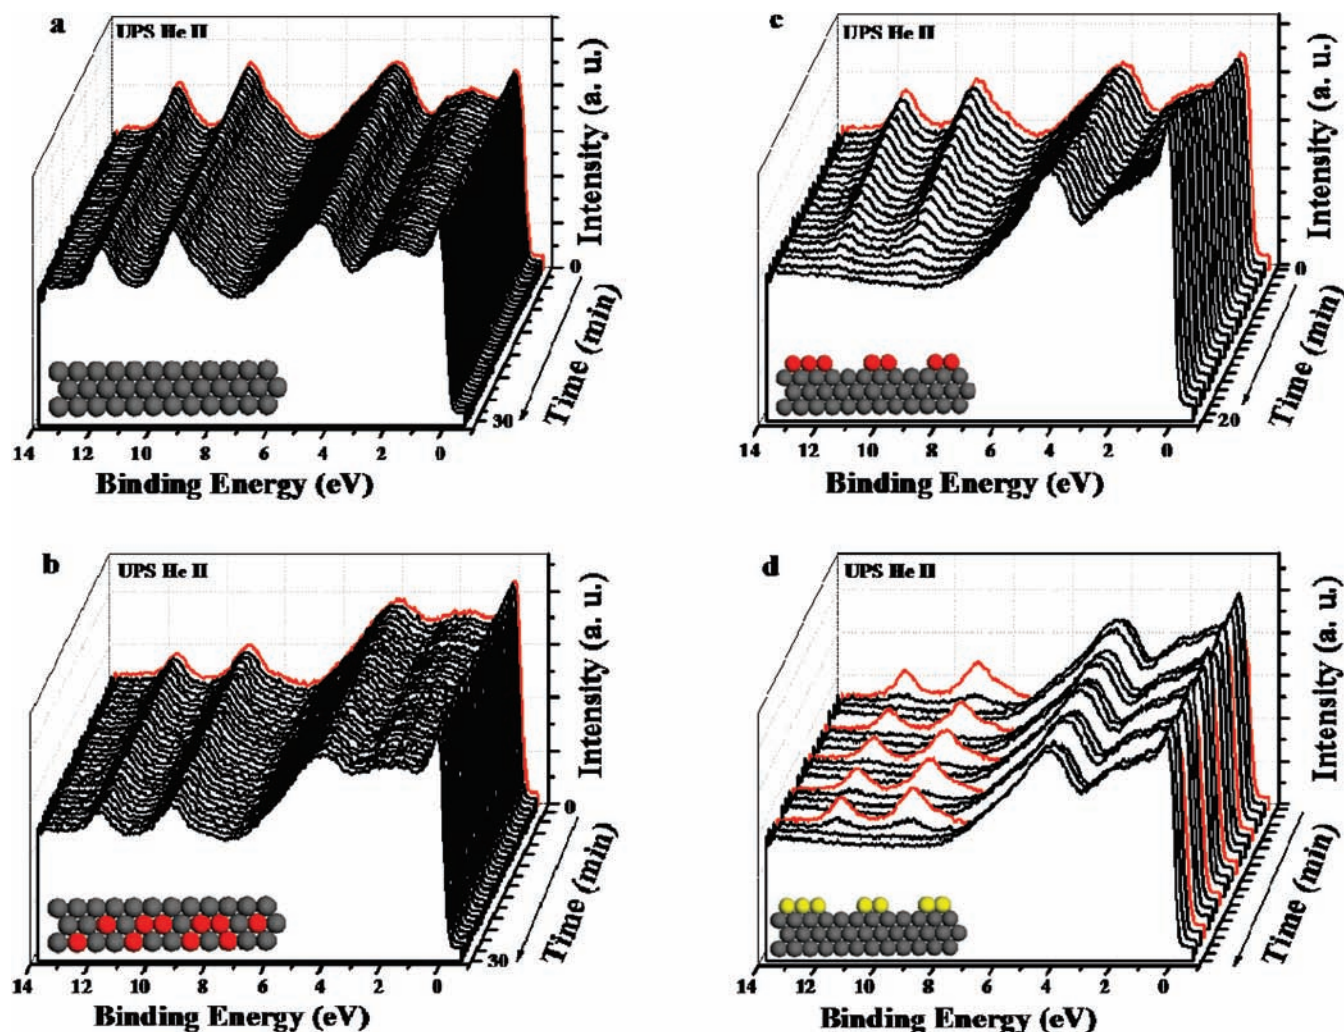 a
UPS He II
Intensity (a. u.)
0
Time (min)
30
14 12 10 8 6 4 2 0
Binding Energy (eV)
c
UPS He II
Intensity (a. u.)
0
Time (min)
20
14 12 10 8 6 4 2 0
Binding Energy (eV)
b
UPS He II
Intensity (a. u.)
0
Time (min)
30
14 12 10 8 6 4 2 0
Binding Energy (eV)
d
UPS He II
Intensity (a. u.)
Time (min)
14 12 10 8 6 4 2 0
Binding Energy (eV)